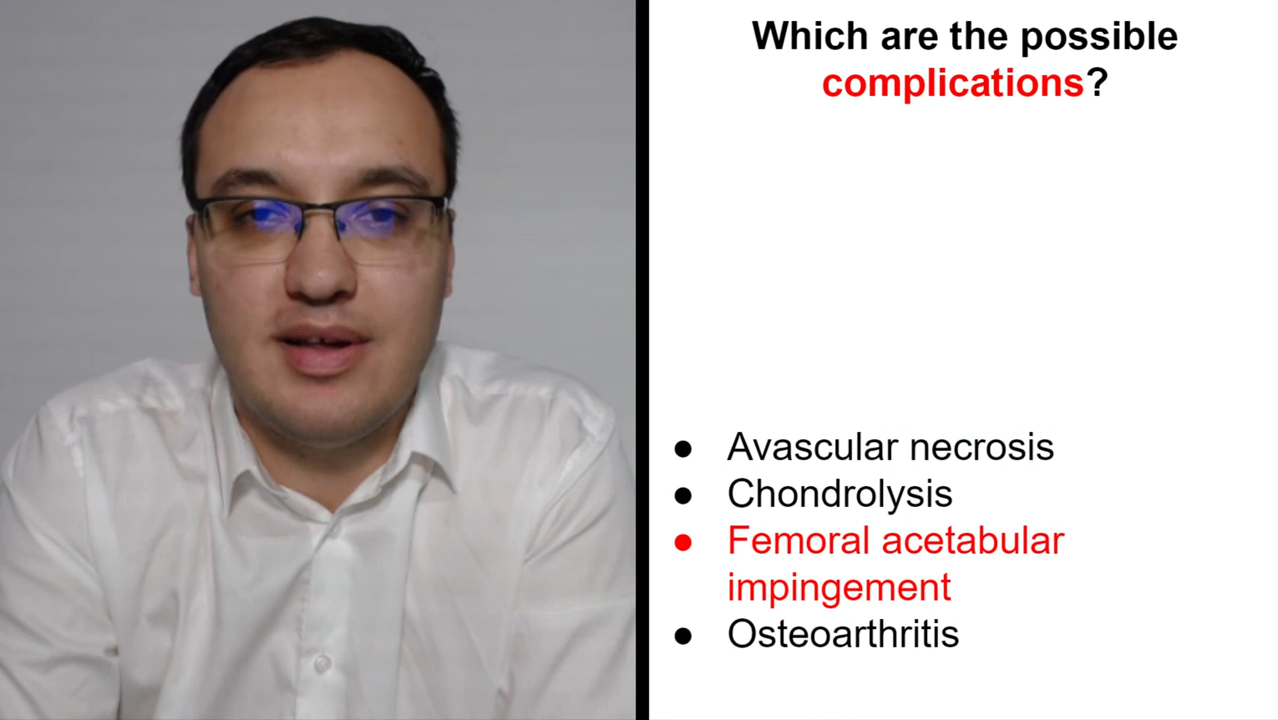 Which are the possible
complications?
● Avascular necrosis
● Chondrolysis
● Femoral acetabular
impingement
● Osteoarthritis